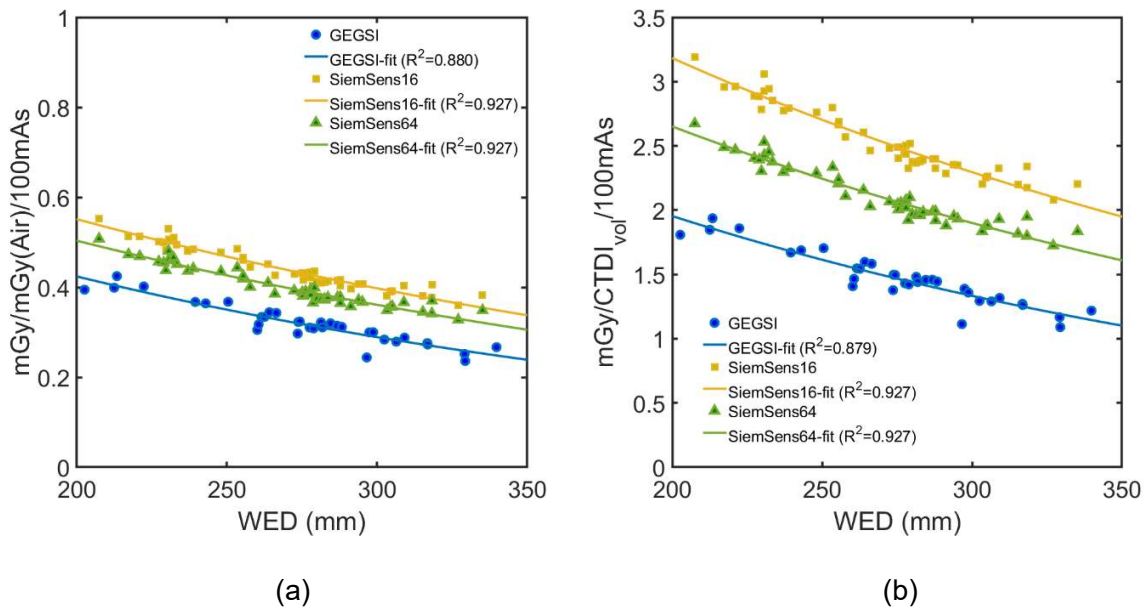 (a)
1
0.8
0.6
0.4
0.2
0
mGy/mGy(Air)/100mAs
GEGSI
GEGSI-fit (R²=0.880)
SiemSens16
SiemSens16-fit (R²=0.927)
SiemSens64
SiemSens64-fit (R²=0.927)
200 250 300 350
WED (mm)
(a)
(b)
3.5
3
2.5
2
1.5
1
0.5
0
mGy/CTDI_vol/100mAs
GEGSI
GEGSI-fit (R²=0.879)
SiemSens16
SiemSens16-fit (R²=0.927)
SiemSens64
SiemSens64-fit (R²=0.927)
200 250 300 350
WED (mm)
(b)